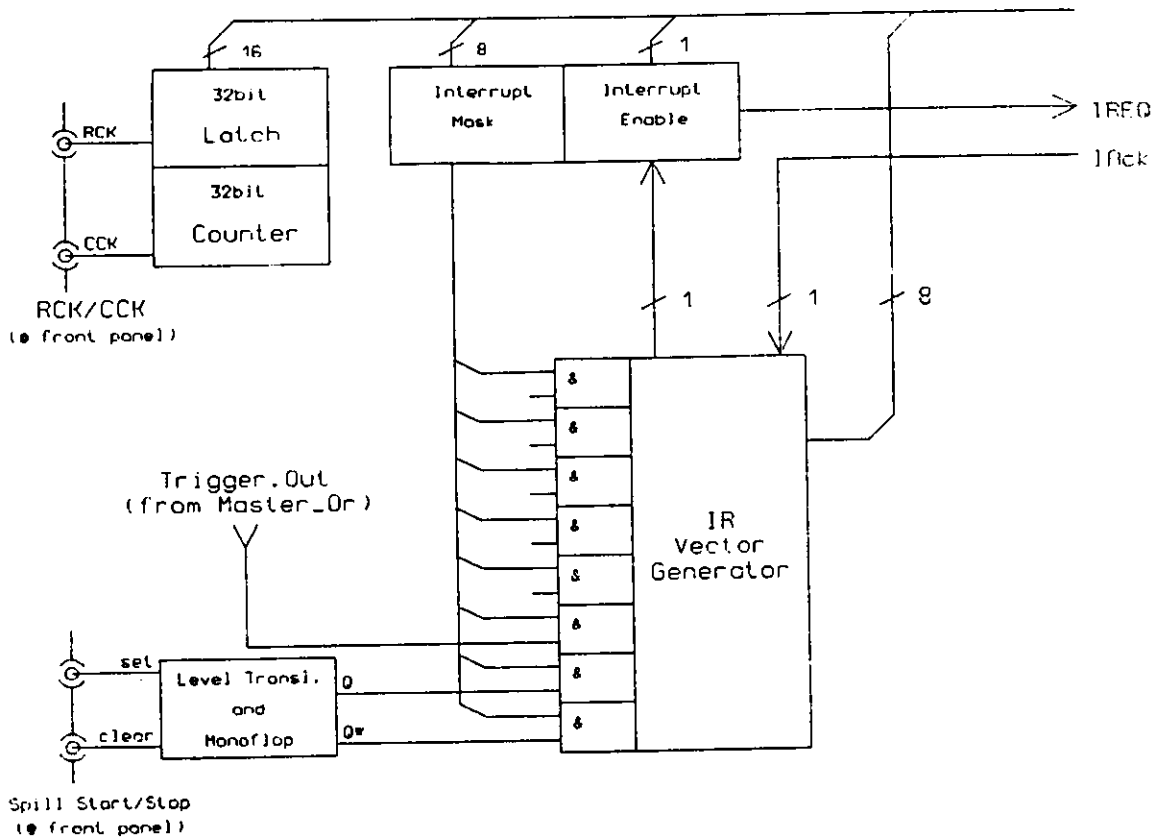 16
8
1
32bit
Latch
32bit
Counter
RCK
CCK
RCK/CCK
(@ front panel)
Interrupt
Mask
Interrupt
Enable
IREQ
IAck
1
1
8
&
&
&
&
&
&
&
&
IR
Vector
Generator
Trigger.Out
(from Master_Or)
set
clear
Level Transl.
and
Monoflop
Q
Q*
Spill Start/Stop
(@ front panel)